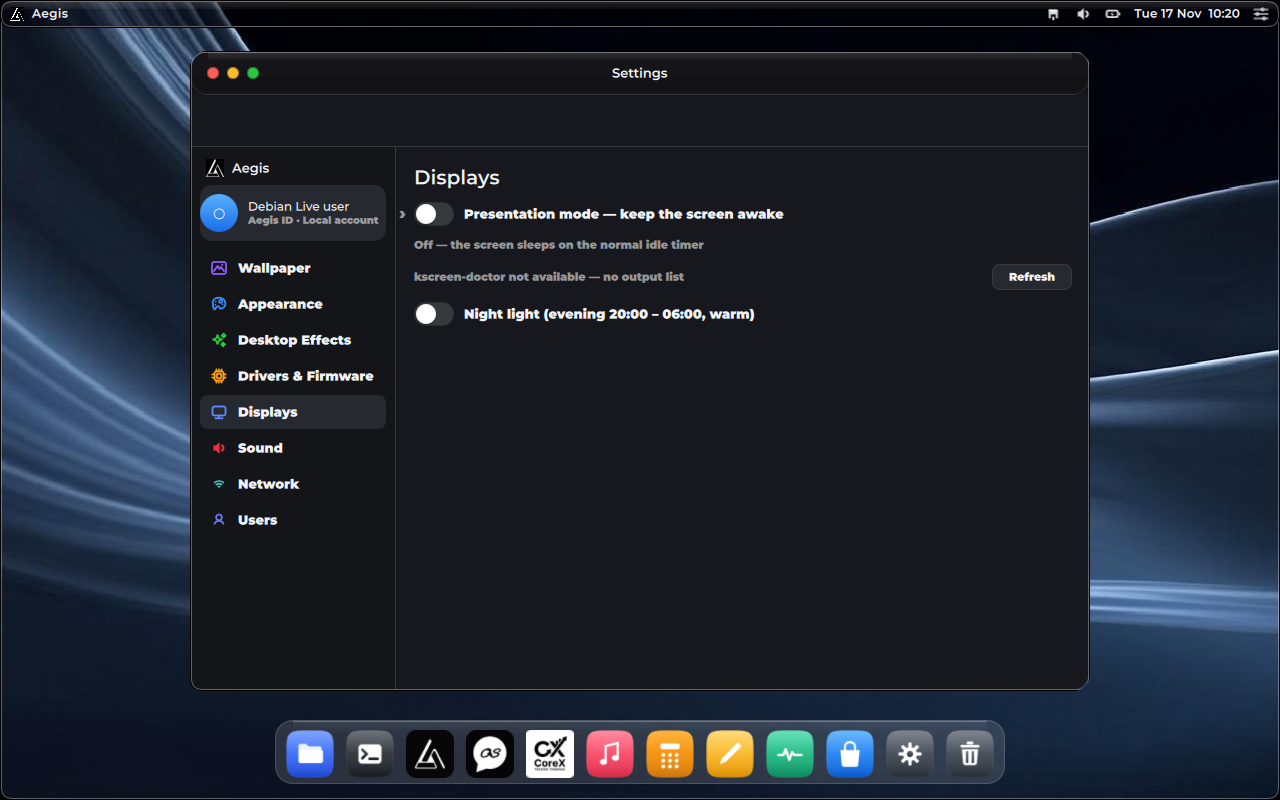 Aegis
Tue 17 Nov 10:20
Settings
Aegis
Debian Live user
Aegis ID • Local account
Wallpaper
Appearance
Desktop Effects
Drivers & Firmware
Displays
Sound
Network
Users
Displays
Presentation mode — keep the screen awake
Off — the screen sleeps on the normal idle timer
kscreen-doctor not available — no output list
Refresh
Night light (evening 20:00 – 06:00, warm)
as
CX
CoreX